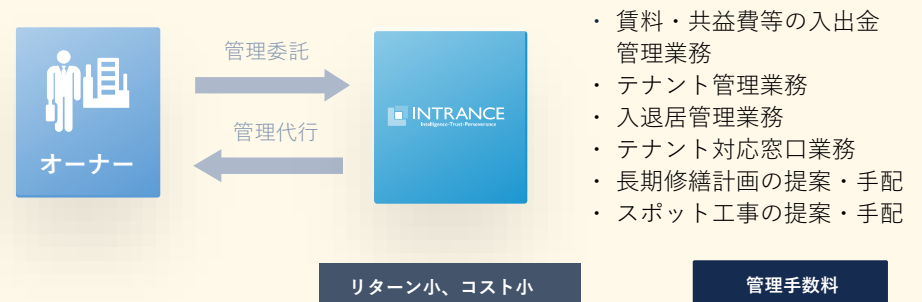 管理委託
管理代行
オーナー
INTRANCE
Intelligence-Trust-Perseverance
・ 賃料・共益費等の入出金
管理業務
・ テナント管理業務
・ 入退居管理業務
・ テナント対応窓口業務
・ 長期修繕計画の提案・手配
・ スポット工事の提案・手配
リターン小、コスト小
管理手数料